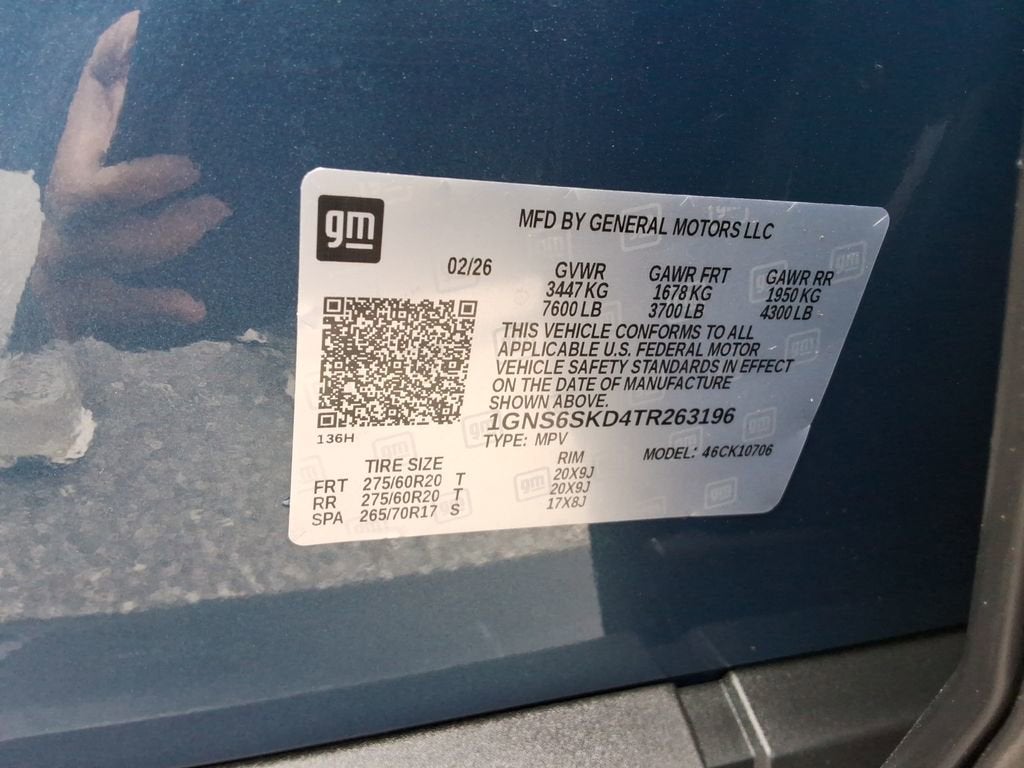 gm
MFD BY GENERAL MOTORS LLC
02/26
GVWR GAWR FRT GAWR RR
3447 KG 1678 KG 1950 KG
7600 LB 3700 LB 4300 LB
THIS VEHICLE CONFORMS TO ALL
APPLICABLE U.S. FEDERAL MOTOR
VEHICLE SAFETY STANDARDS IN EFFECT
ON THE DATE OF MANUFACTURE
SHOWN ABOVE.
1GNS6SKD4TR263196
136H
TYPE: MPV MODEL: 46CK10706
TIRE SIZE RIM
FRT 275/60R20 T 20X9J
RR 275/60R20 T 20X9J
SPA 265/70R17 S 17X8J